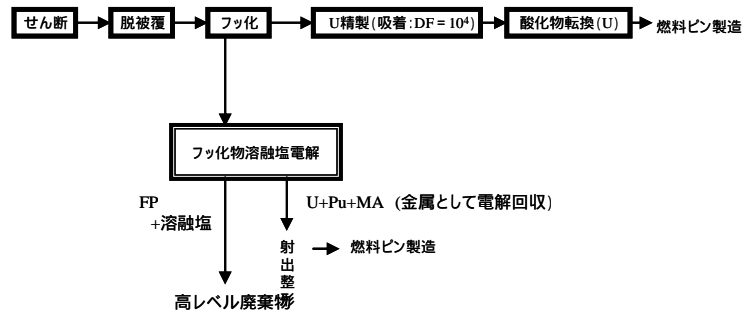 せん断
脱被覆
フッ化
U精製(吸着:DF = 10⁴)
酸化物転換(U)
燃料ピン製造
フッ化物溶融塩電解
FP
+溶融塩
U+Pu+MA (金属として電解回収)
射出整形
燃料ピン製造
高レベル廃棄物